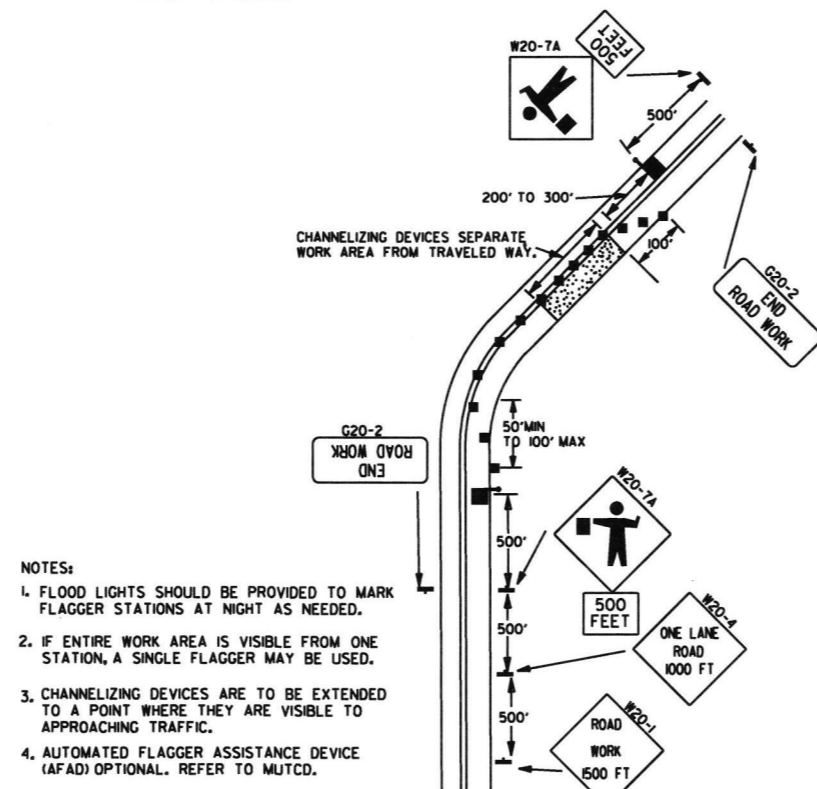 W20-7A
500
FEET
500'
200' TO 300'
CHANNELIZING DEVICES SEPARATE
WORK AREA FROM TRAVELED WAY.
100'
G20-2
END
ROAD WORK
50'MIN
TO 100' MAX
G20-2
END
ROAD WORK
W20-7A
500'
500
FEET
500'
W20-4
ONE LANE
ROAD
1000 FT
500'
W20-1
ROAD
WORK
1500 FT
NOTES:
1. FLOOD LIGHTS SHOULD BE PROVIDED TO MARK
FLAGGER STATIONS AT NIGHT AS NEEDED.
2. IF ENTIRE WORK AREA IS VISIBLE FROM ONE
STATION, A SINGLE FLAGGER MAY BE USED.
3. CHANNELIZING DEVICES ARE TO BE EXTENDED
TO A POINT WHERE THEY ARE VISIBLE TO
APPROACHING TRAFFIC.
4. AUTOMATED FLAGGER ASSISTANCE DEVICE
(AFAD) OPTIONAL. REFER TO MUTCD.